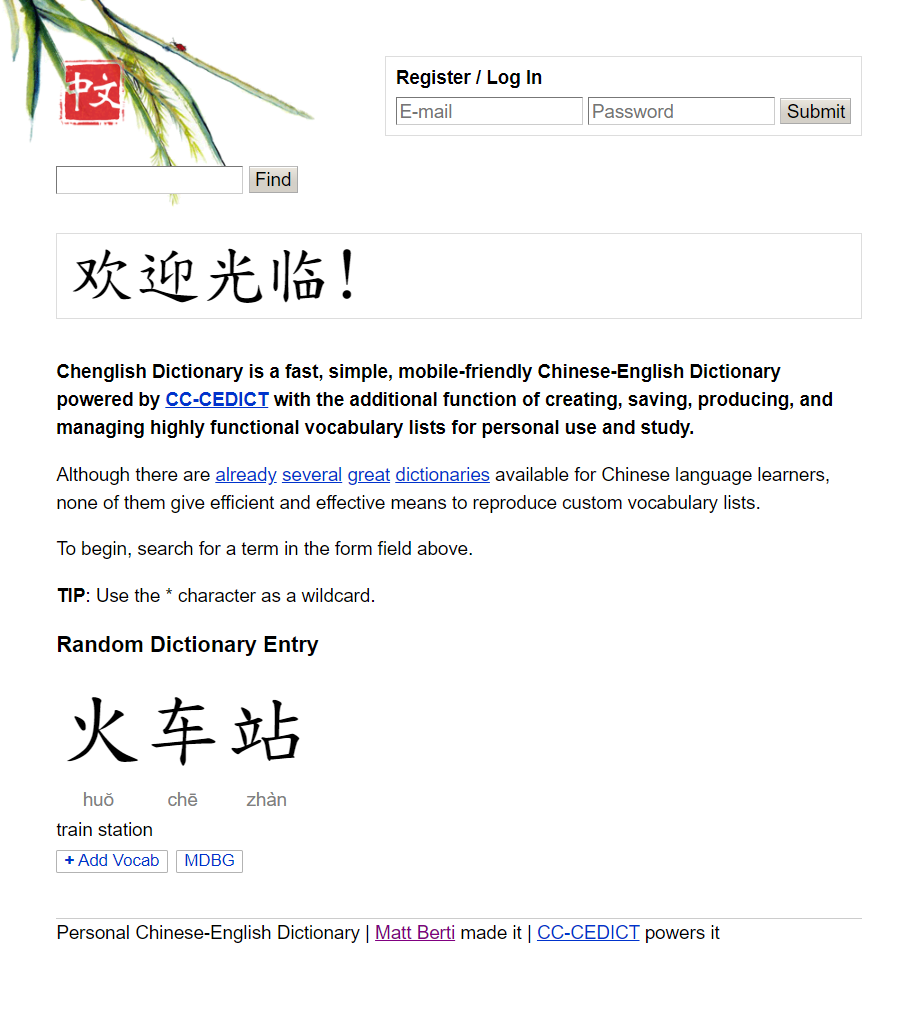 中文
Register / Log In
E-mail Password Submit
Find
欢迎光临!
Chenglish Dictionary is a fast, simple, mobile-friendly Chinese-English Dictionary
powered by CC-CEDICT with the additional function of creating, saving, producing, and
managing highly functional vocabulary lists for personal use and study.
Although there are already several great dictionaries available for Chinese language learners,
none of them give efficient and effective means to reproduce custom vocabulary lists.
To begin, search for a term in the form field above.
TIP: Use the * character as a wildcard.
Random Dictionary Entry
火车站
huǒ chē zhàn
train station
+ Add Vocab MDBG
Personal Chinese-English Dictionary | Matt Berti made it | CC-CEDICT powers it